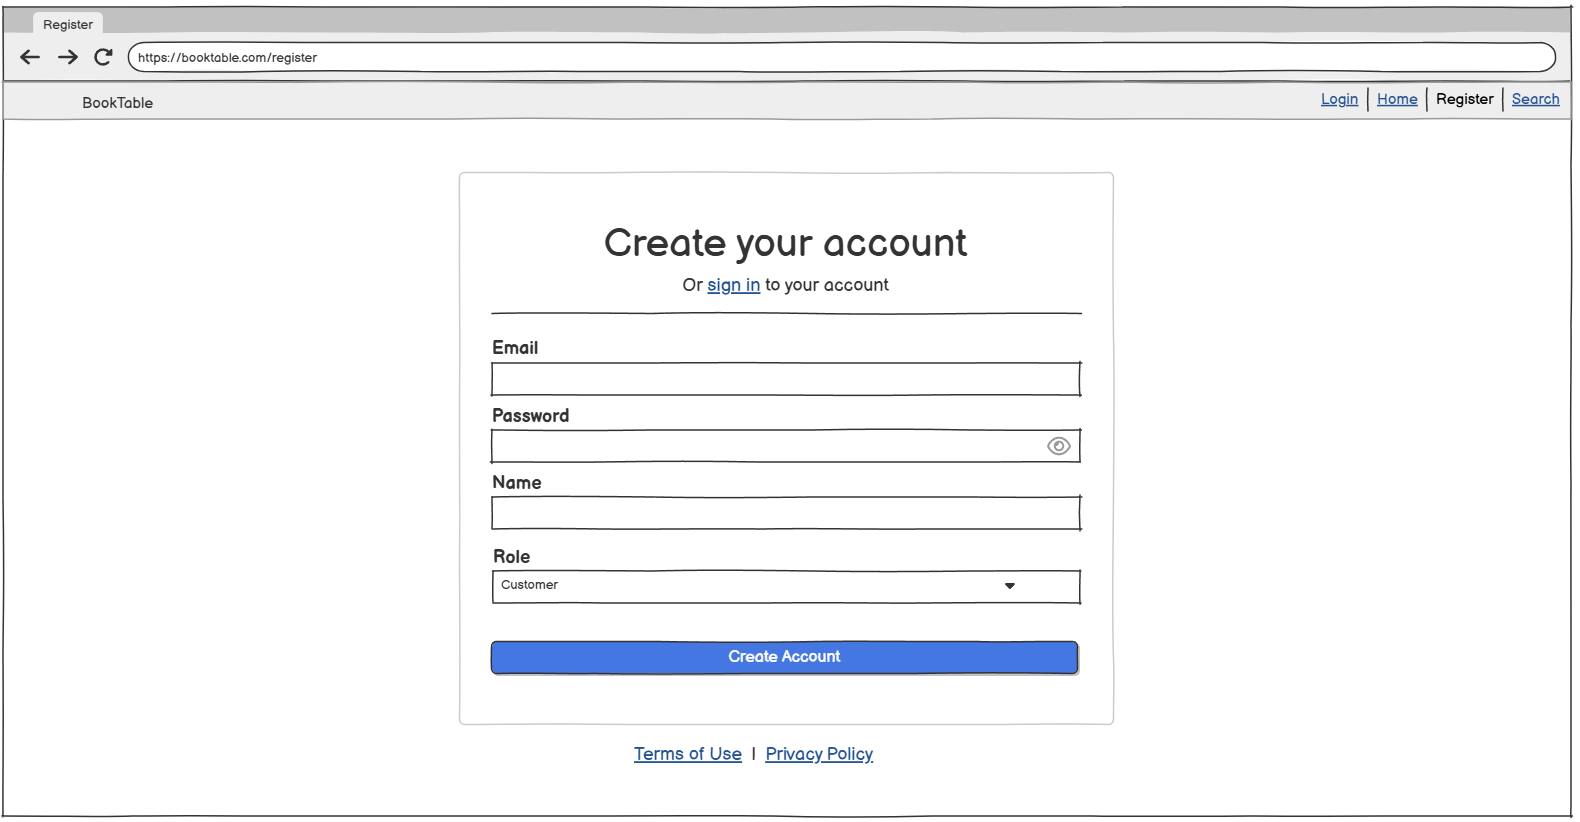 Register
https://booktable.com/register
BookTable
Login | Home | Register | Search
Create your account
Or sign in to your account
Email
Password
Name
Role
Customer
Create Account
Terms of Use | Privacy Policy